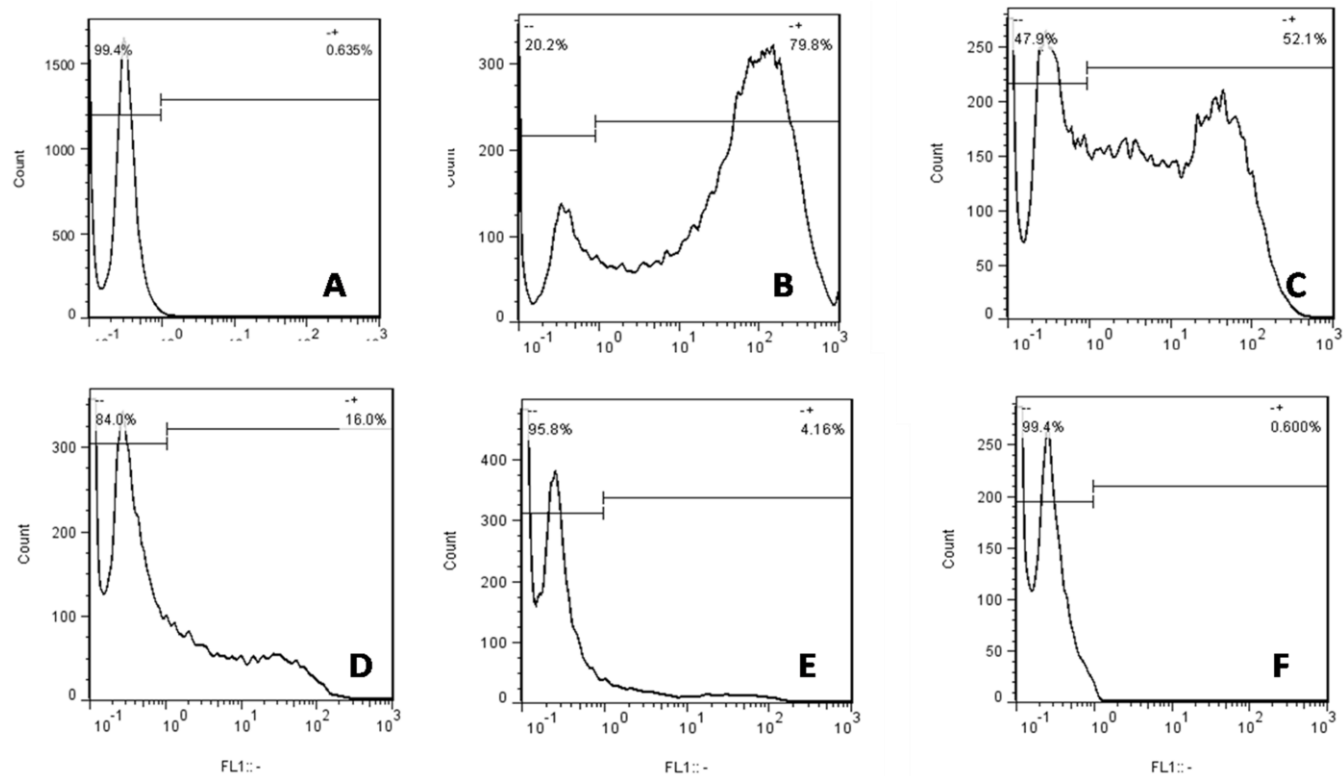 -- -+
99.4% 0.635%
1500
1000
500
0
Count
10^-1 10^0 10^1 10^2 10^3
A
-- -+
20.2% 79.8%
300
200
100
0
Count
10^-1 10^0 10^1 10^2 10^3
B
-- -+
47.9% 52.1%
250
200
150
100
50
0
Count
10^-1 10^0 10^1 10^2 10^3
C
-- -+
84.0% 16.0%
300
200
100
0
Count
10^-1 10^0 10^1 10^2 10^3
FL1:: -
D
-- -+
95.8% 4.16%
400
300
200
100
0
Count
10^-1 10^0 10^1 10^2 10^3
FL1:: -
E
-- -+
99.4% 0.600%
250
200
150
100
50
0
Count
10^-1 10^0 10^1 10^2 10^3
FL1:: -
F